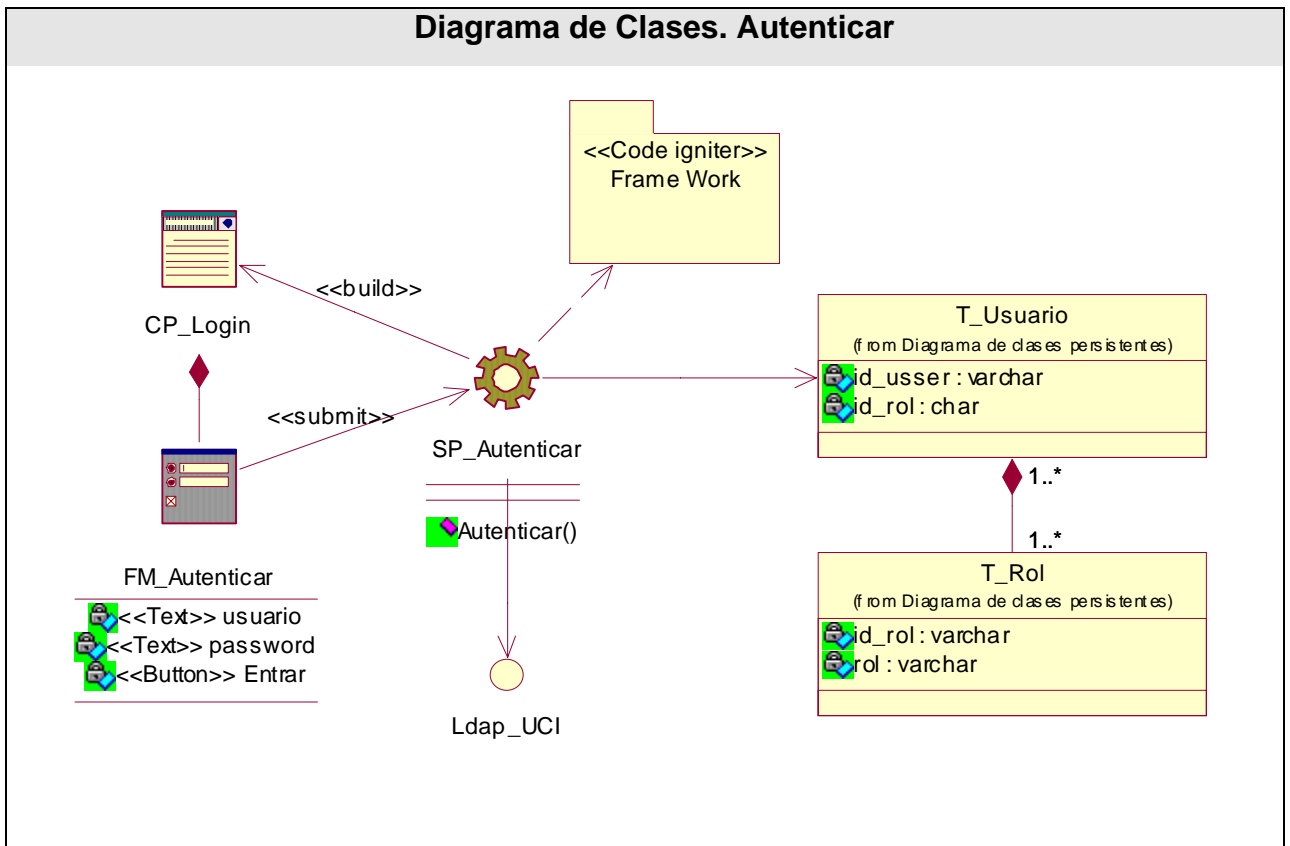 Diagrama de Clases. Autenticar
<<Code igniter>>
Frame Work
<<build>>
CP_Login
T_Usuario
(from Diagrama de clases persistentes)
id_usser : varchar
id_rol : char
<<submit>>
SP_Autenticar
1..*
Autenticar()
1..*
FM_Autenticar
T_Rol
(from Diagrama de clases persistentes)
<<Text>> usuario
<<Text>> password
<<Button>> Entrar
id_rol : varchar
rol : varchar
Ldap_UCI